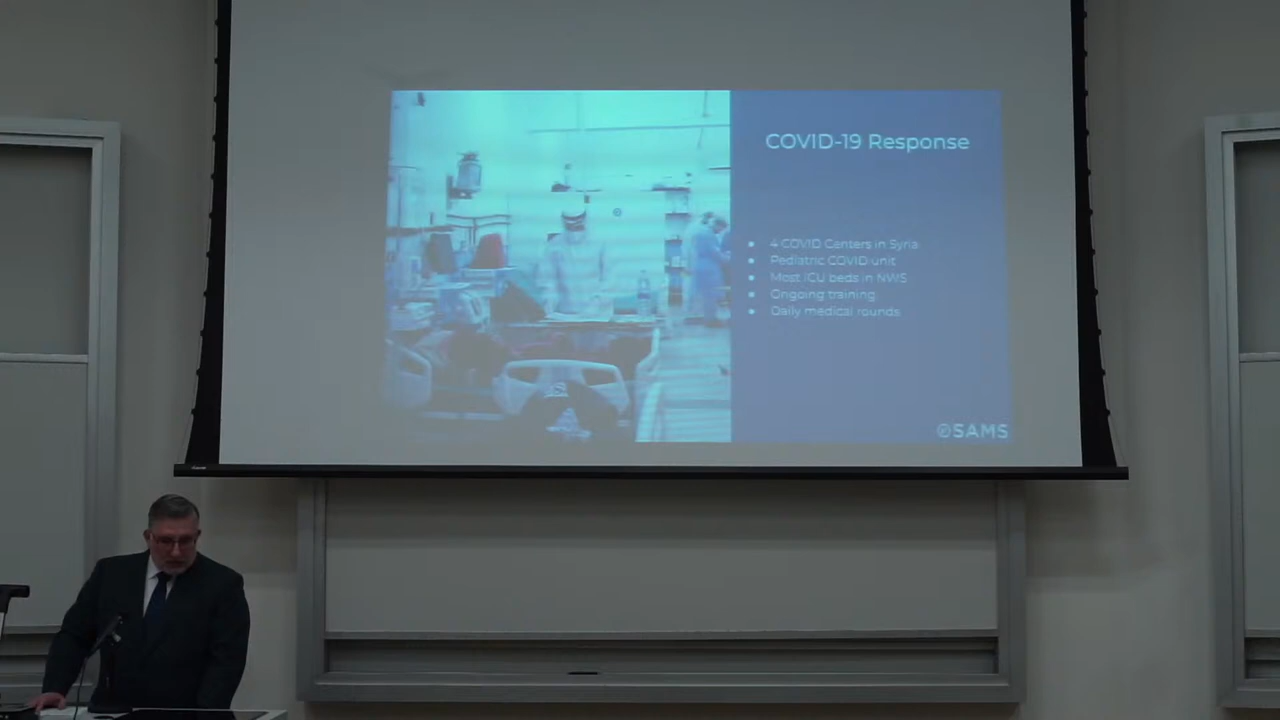 COVID-19 Response
• 4 COVID Centers in Syria
• Pediatric COVID unit
• Most ICU beds in NWS
• Ongoing training
• Daily medical rounds
SAMS